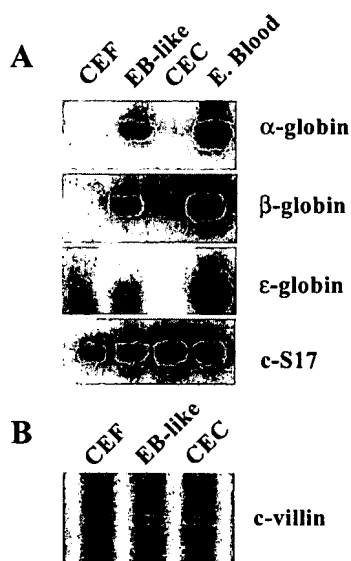 A
CEF EB-like CEC E. Blood
α-globin
β-globin
ε-globin
c-S17
B
CEF EB-like CEC
c-villin